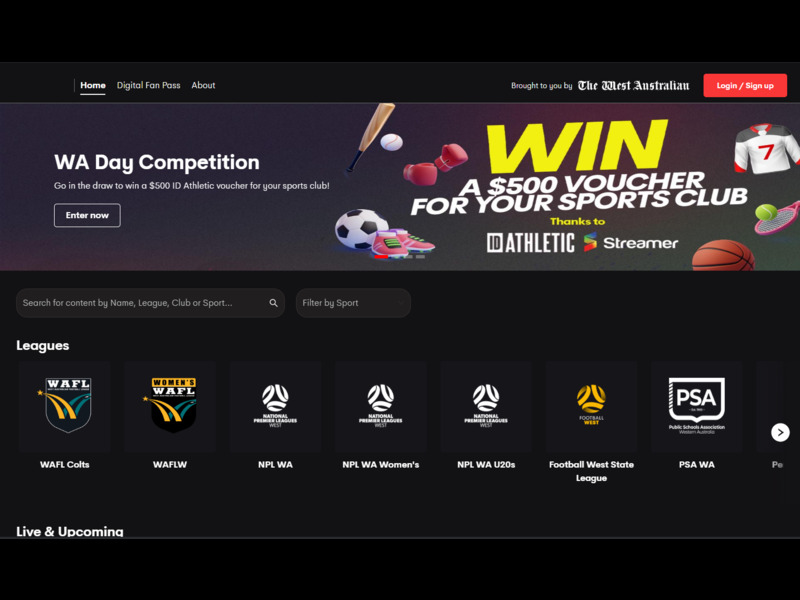 Home Digital Fan Pass About
Brought to you by The West Australian Login / Sign up
WA Day Competition
Go in the draw to win a $500 ID Athletic voucher for your sports club!
Enter now
WIN
A $500 VOUCHER
FOR YOUR SPORTS CLUB
Thanks to
ID ATHLETIC Streamer
7
Search for content by Name, League, Club or Sport...
Filter by Sport
Leagues
WAFL
WOMEN'S
WAFL
NATIONAL
PREMIER LEAGUES
WEST
NATIONAL
PREMIER LEAGUES
WEST
NATIONAL
PREMIER LEAGUES
WEST
FOOTBALL
WEST
PSA
Public Schools Association
Western Australia
WAFL Colts
WAFLW
NPL WA
NPL WA Women's
NPL WA U20s
Football West State
League
PSA WA
Pe
Live & Upcoming